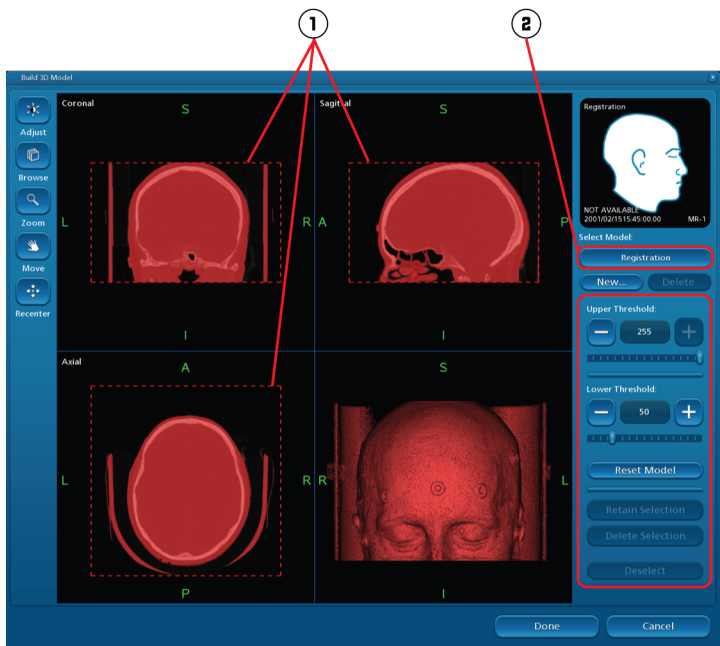 1
2
Build 3D Model
Adjust
Browse
Zoom
Move
Recenter
Coronal
S
L
R
I
Sagittal
S
A
P
I
Axial
A
L
R
P
S
R
L
I
Registration
NOT AVAILABLE
2001/02/1515:45:00.00 MR-1
Select Model:
Registration
New... Delete
Upper Threshold:
− 255 +
Lower Threshold:
− 50 +
Reset Model
Retain Selection
Delete Selection
Deselect
Done Cancel